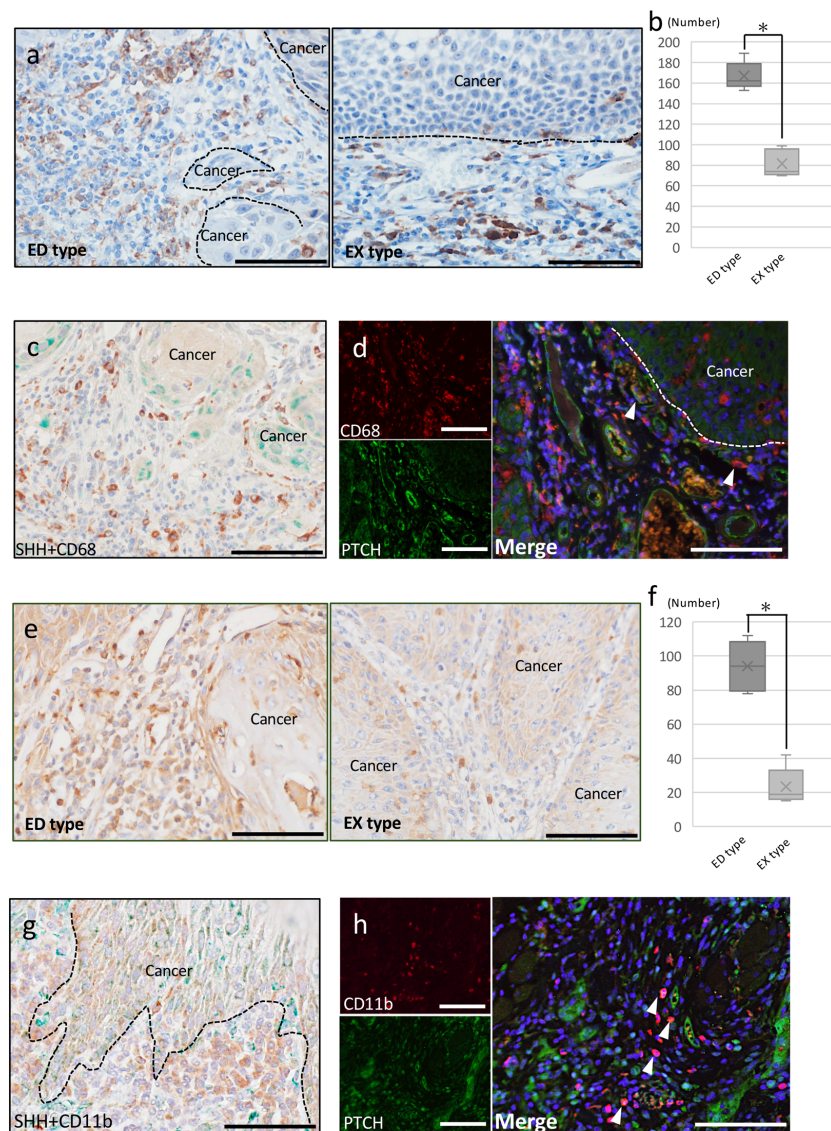 a
Cancer
Cancer
Cancer
ED type
Cancer
EX type
b
(Number)
*
200
180
160
140
120
100
80
60
40
20
0
ED type
EX type
c
Cancer
Cancer
SHH+CD68
d
CD68
PTCH
Cancer
Merge
e
Cancer
ED type
Cancer
Cancer
Cancer
EX type
f
(Number)
*
120
100
80
60
40
20
0
ED type
EX type
g
Cancer
SHH+CD11b
h
CD11b
PTCH
Merge